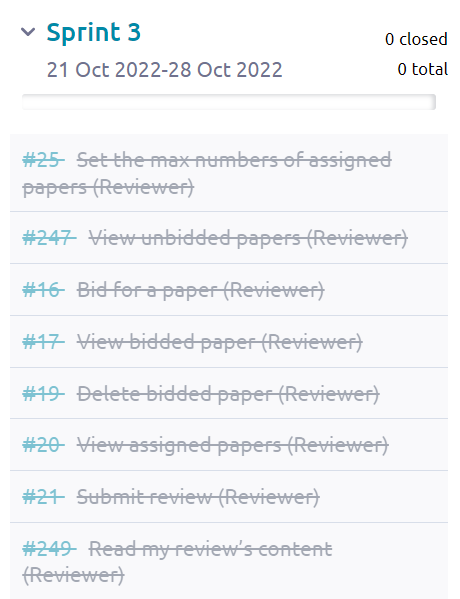 Sprint 3
0 closed
21 Oct 2022-28 Oct 2022
0 total
#25 Set the max numbers of assigned
papers (Reviewer)
#247 View unbidded papers (Reviewer)
#16 Bid for a paper (Reviewer)
#17 View bidded paper (Reviewer)
#19 Delete bidded paper (Reviewer)
#20 View assigned papers (Reviewer)
#21 Submit review (Reviewer)
#249 Read my review’s content
(Reviewer)